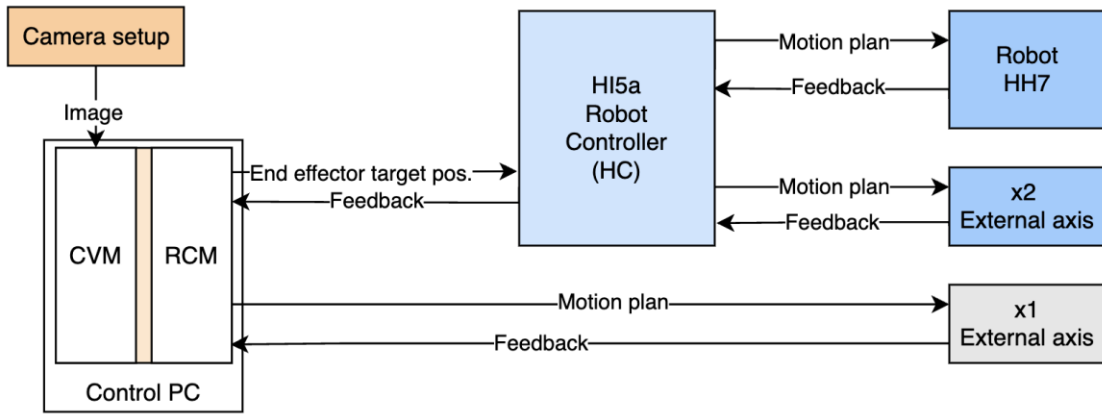 Camera setup
Image
CVM
RCM
Control PC
End effector target pos.
Feedback
HI5a
Robot
Controller
(HC)
Motion plan
Feedback
Robot
HH7
Motion plan
Feedback
x2
External axis
Motion plan
Feedback
x1
External axis